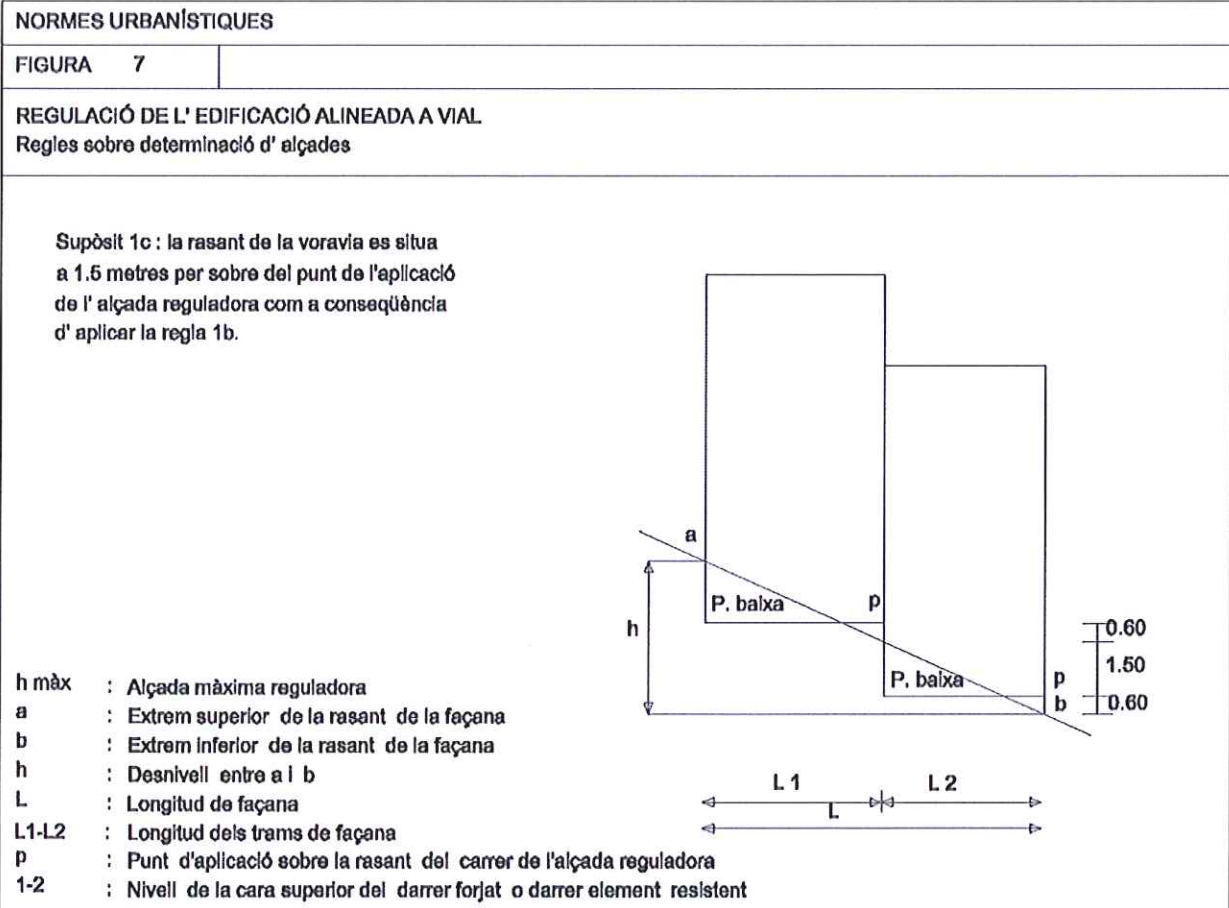 NORMES URBANÍSTIQUES
FIGURA 7
REGULACIÓ DE L' EDIFICACIÓ ALINEADA A VIAL
Regles sobre determinació d' alçades
Supòsit 1c : la rasant de la voravia es situa
a 1.5 metres per sobre del punt de l'aplicació
de l' alçada reguladora com a conseqüència
d' aplicar la regla 1b.
a
P. baixa p
h
0.60
1.50
P. baixa p
b 0.60
L 1 L 2
L
h màx : Alçada màxima reguladora
a : Extrem superior de la rasant de la façana
b : Extrem inferior de la rasant de la façana
h : Desnivell entre a i b
L : Longitud de façana
L1-L2 : Longitud dels trams de façana
p : Punt d'aplicació sobre la rasant del carrer de l'alçada reguladora
1-2 : Nivell de la cara superior del darrer forjat o darrer element resistent